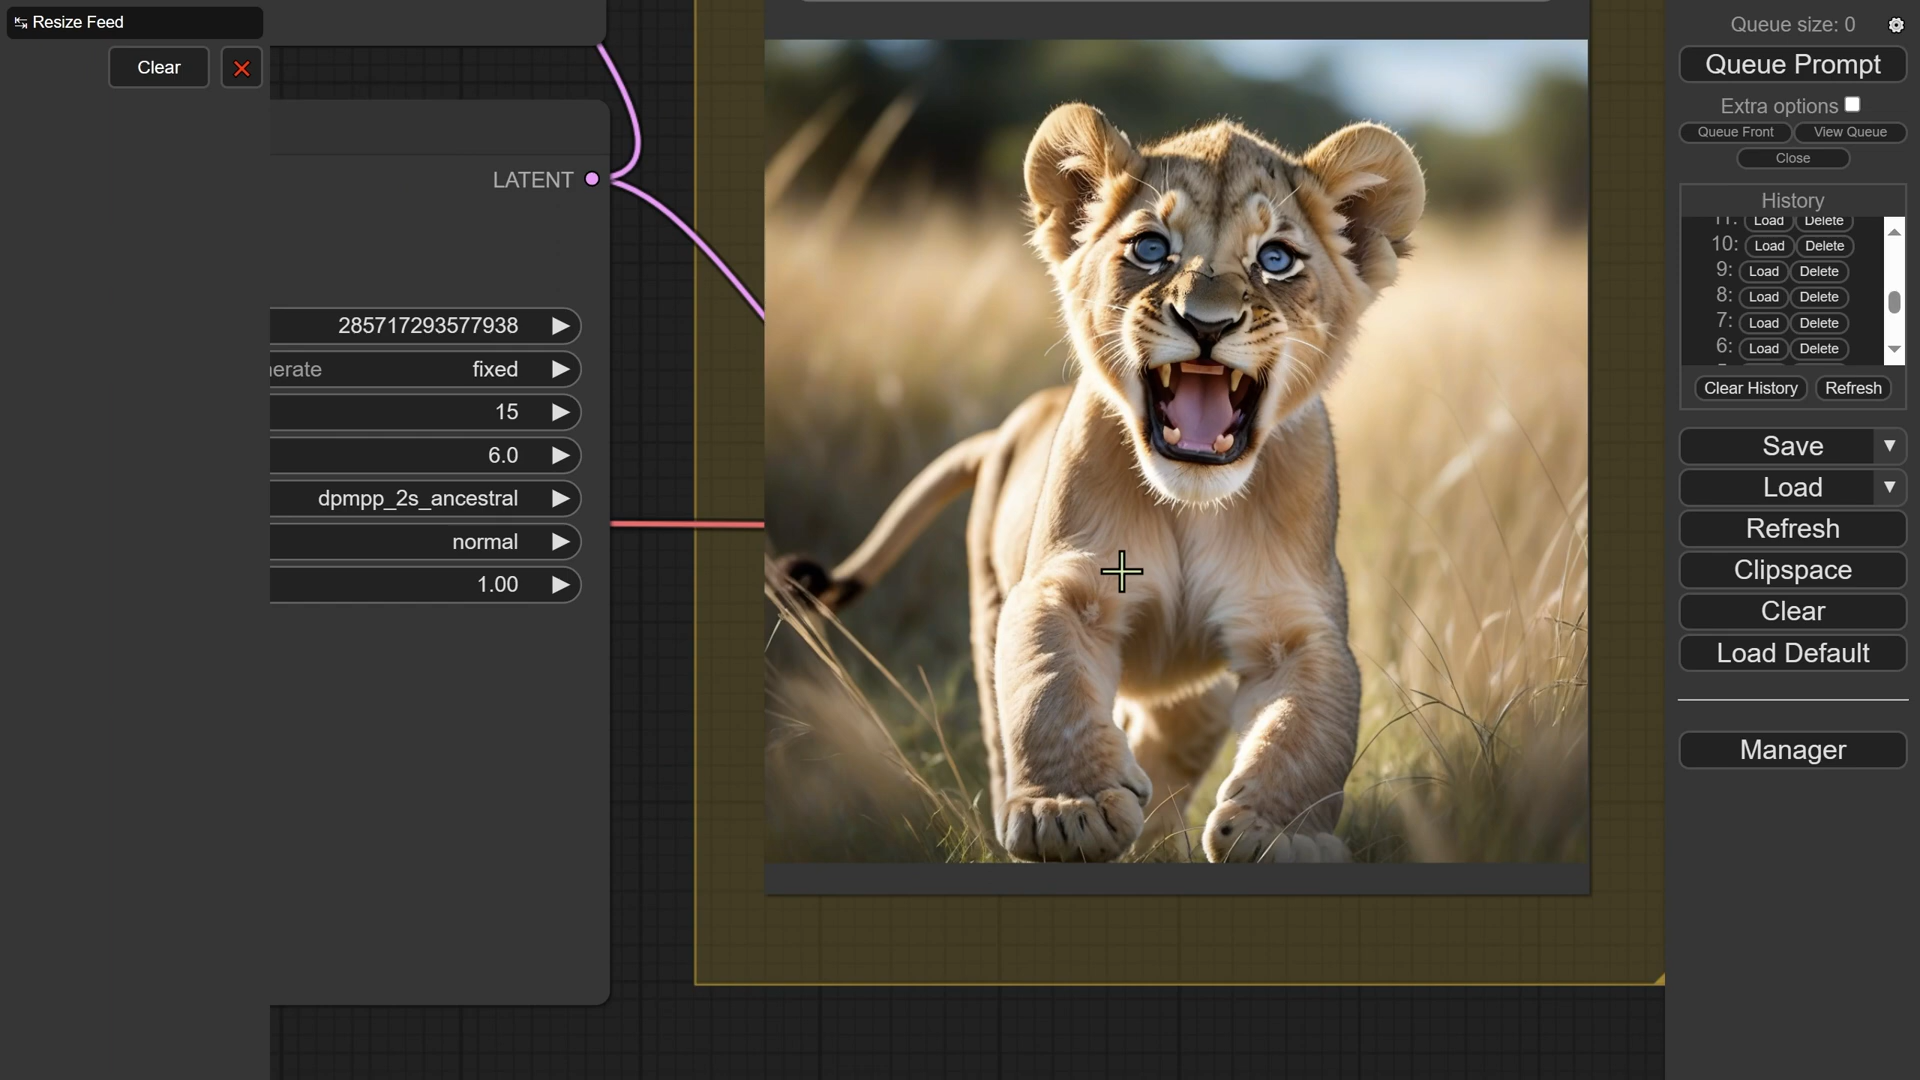 Resize Feed
Clear
LATENT
285717293577938
nerate fixed
15
6.0
dpmpp_2s_ancestral
normal
1.00
Queue size: 0
Queue Prompt
Extra options
Queue Front View Queue
Close
History
11: Load Delete
10: Load Delete
9: Load Delete
8: Load Delete
7: Load Delete
6: Load Delete
Clear History Refresh
Save ▼
Load ▼
Refresh
Clipspace
Clear
Load Default
Manager